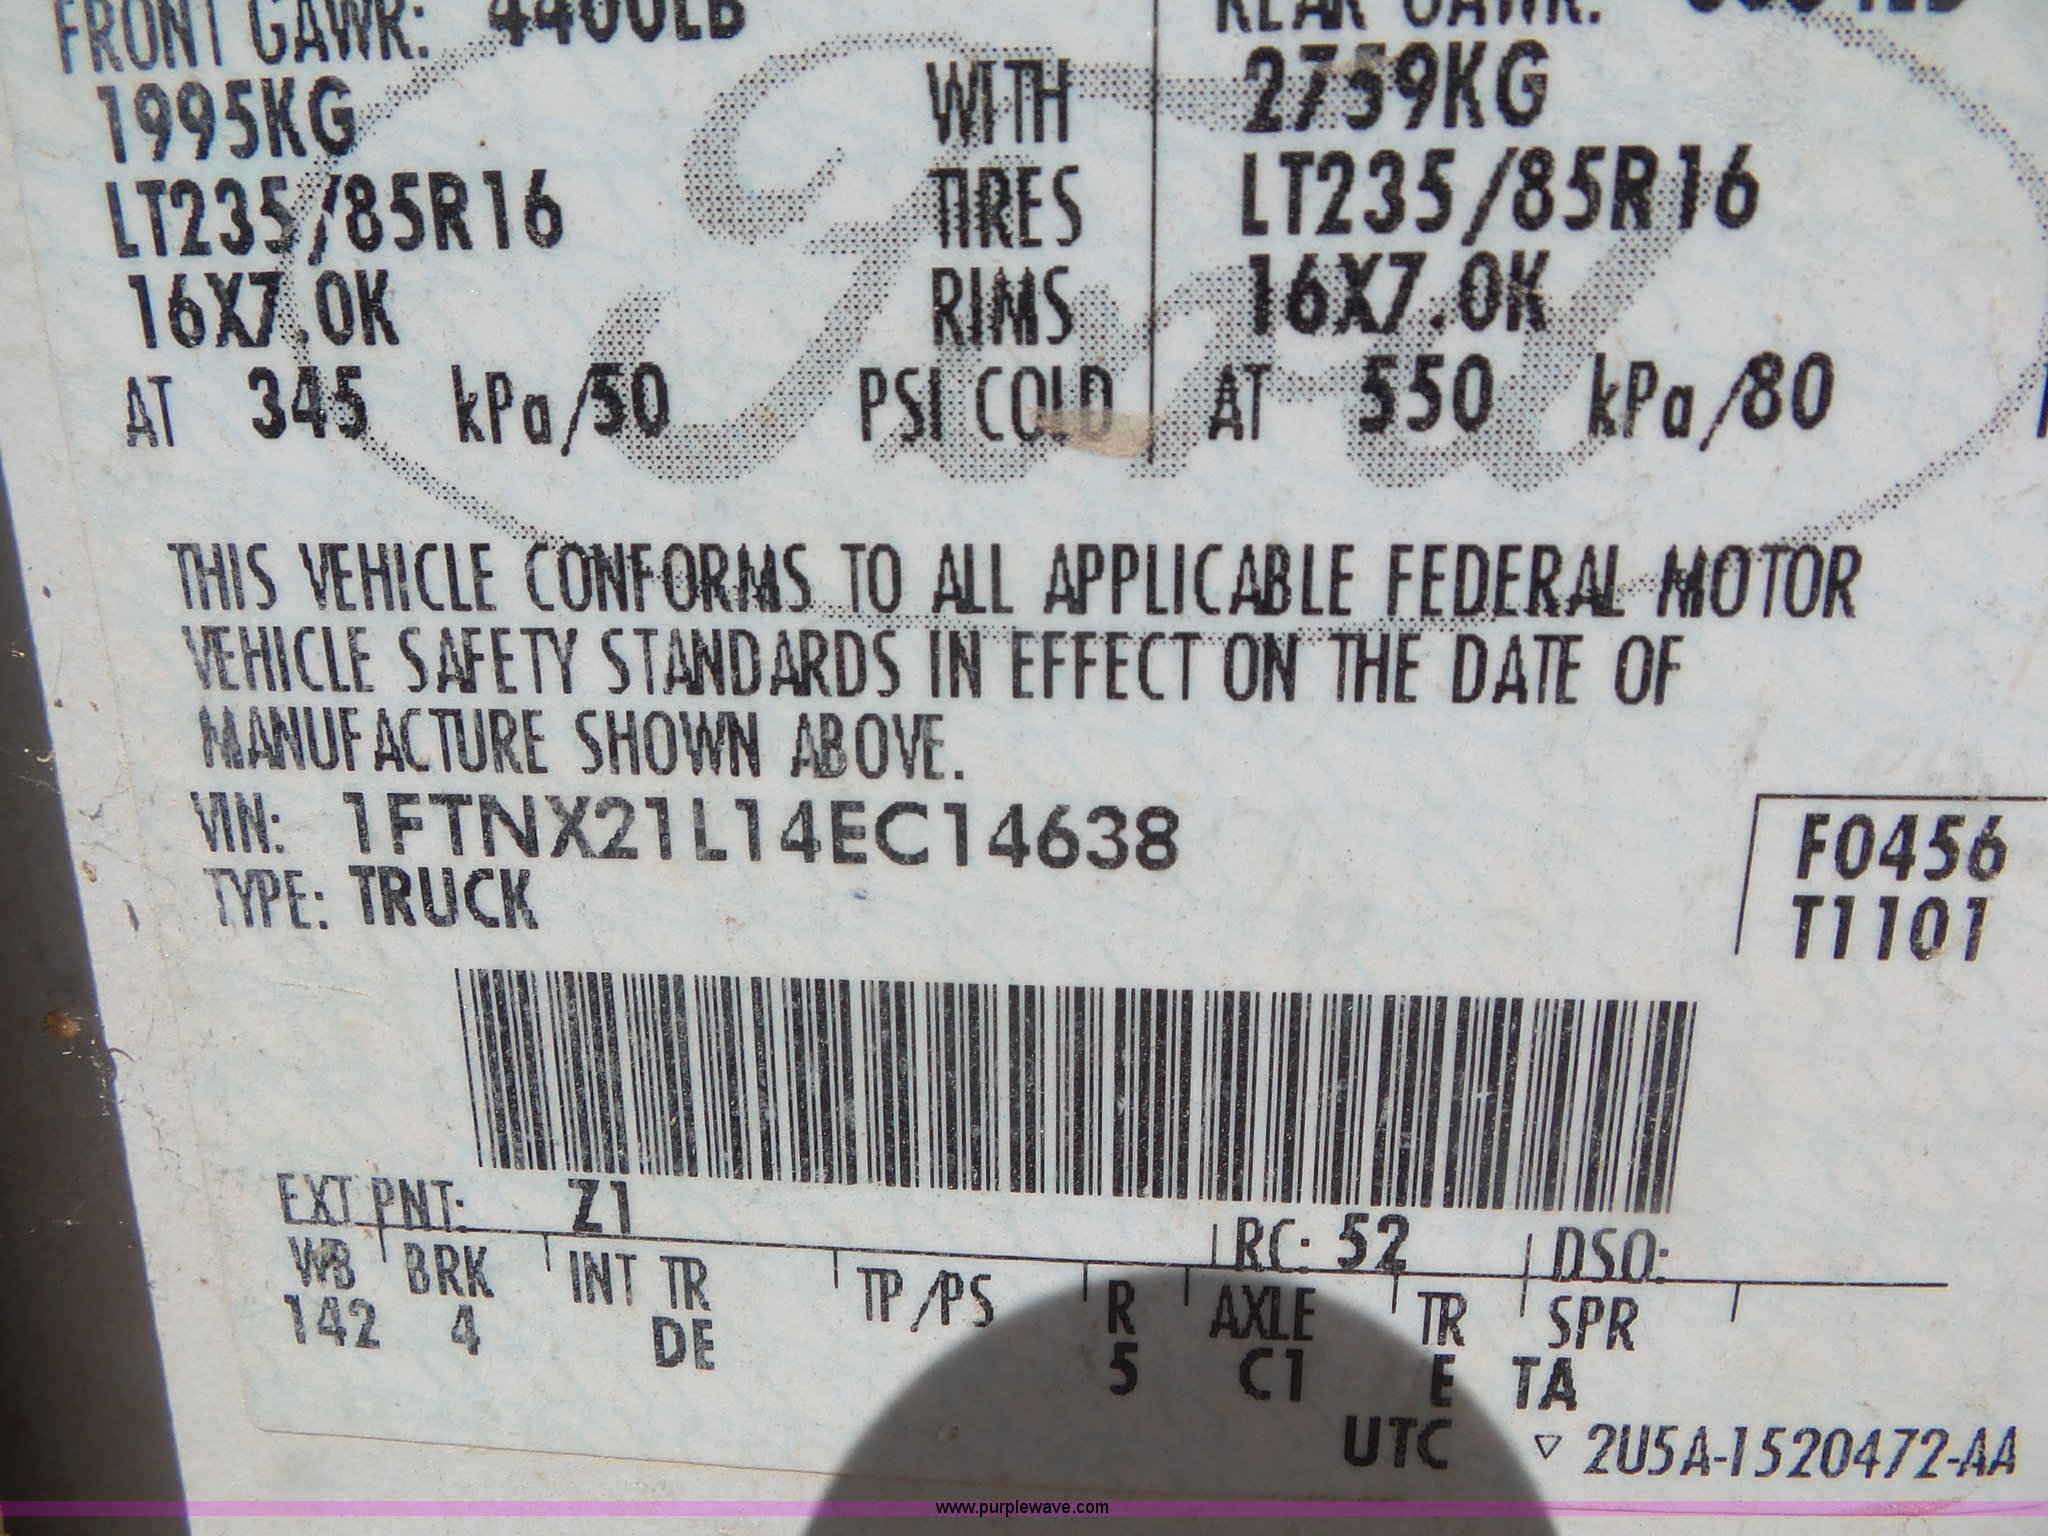 FRONT GAWR: 4400LB
REAR GAWR:
1995KG WITH 2759KG
LT235/85R16 TIRES LT235/85R16
16X7.0K RIMS 16X7.0K
AT 345 kPa/50 PSI COLD AT 550 kPa/80
Ford
THIS VEHICLE CONFORMS TO ALL APPLICABLE FEDERAL MOTOR
VEHICLE SAFETY STANDARDS IN EFFECT ON THE DATE OF
MANUFACTURE SHOWN ABOVE.
VIN: 1FTNX21L14EC14638
TYPE: TRUCK
F0456
T1101
EXT PNT: Z1
RC: 52 DSO:
WB BRK INT TR TP/PS R AXLE TR SPR
142 4 DE 5 C1 E TA
UTC ▽ 2U5A-1520472-AA
www.purplewave.com